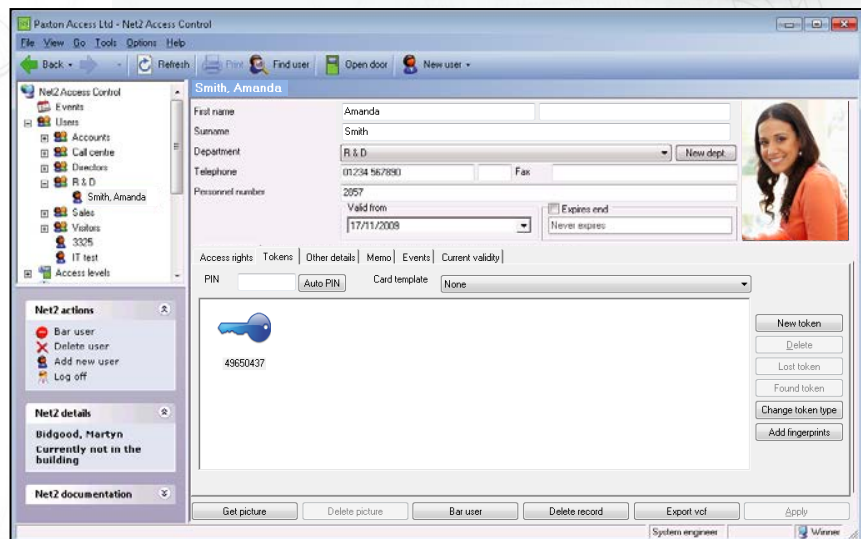 Paxton Access Ltd - Net2 Access Control
File View Go Tools Options Help
Back Refresh Print Find user Open door New user
Net2 Access Control
Events
Users
Accounts
Call centre
Directors
R & D
Smith, Amanda
Sales
Visitors
3325
IT test
Access levels
Net2 actions
Bar user
Delete user
Add new user
Log off
Net2 details
Bidgood, Martyn
Currently not in the
building
Net2 documentation
Smith, Amanda
First name Amanda
Surname Smith
Department R & D New dept
Telephone 01234 567890 Fax
Personnel number 2857
Valid from Expires end
17/11/2009 Never expires
Access rights Tokens Other details Memo Events Current validity
PIN Auto PIN Card template None
49650437
New token
Delete
Lost token
Found token
Change token type
Add fingerprints
Get picture Delete picture Bar user Delete record Export vcf Apply
System engineer Winner